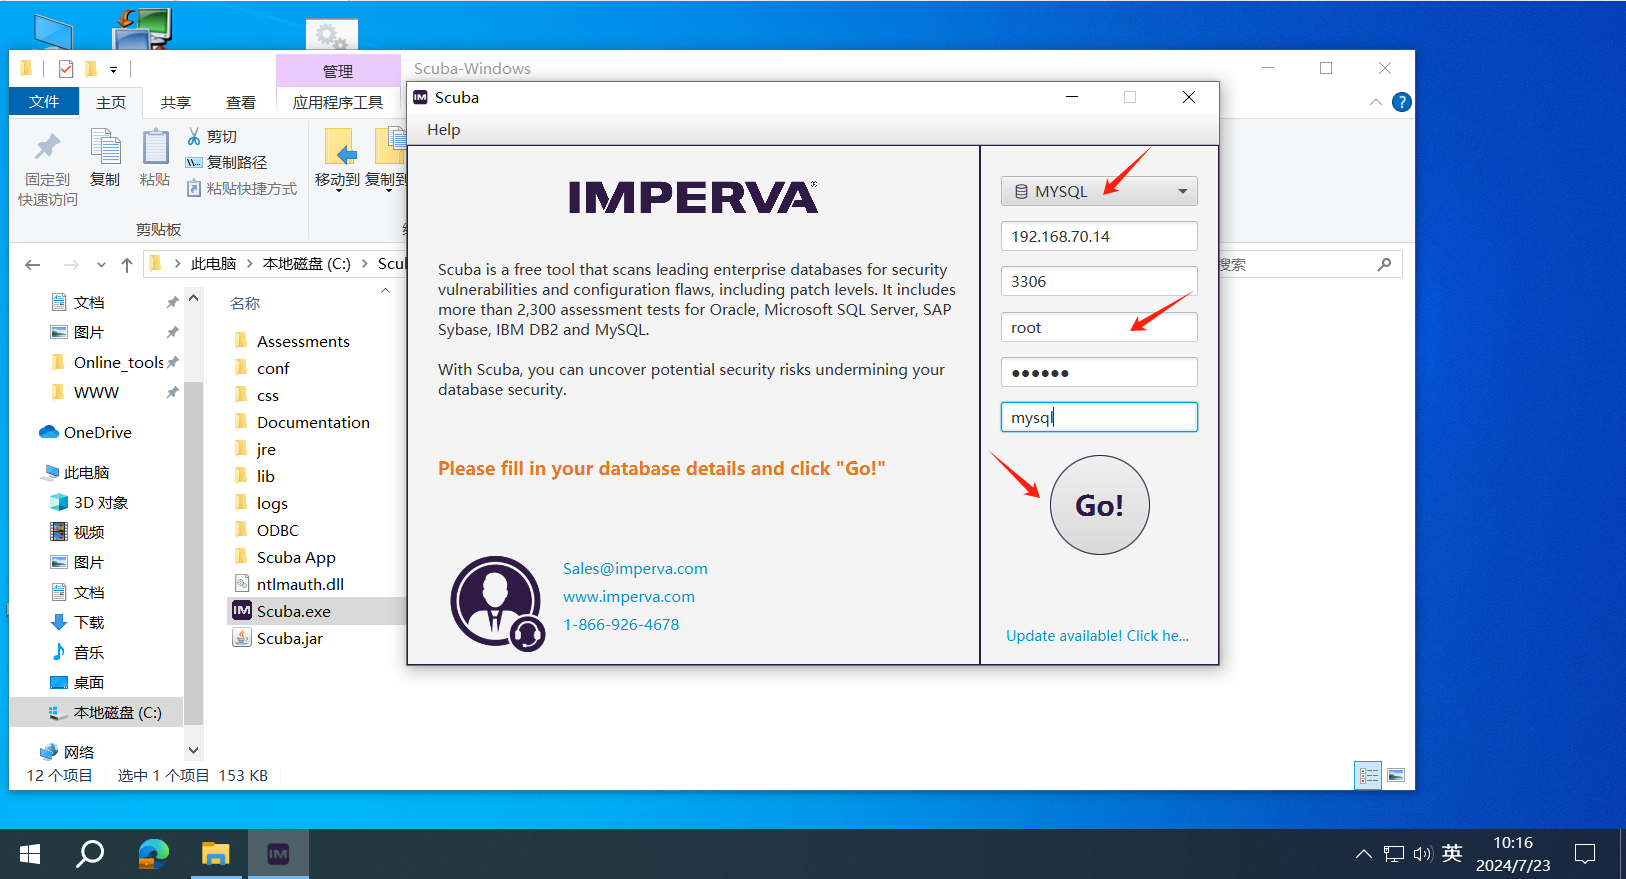 管理
Scuba-Windows
文件
主页
共享
查看
应用程序工具
固定到
快速访问
复制
粘贴
剪切
复制路径
粘贴快捷方式
移动到
复制到
剪贴板
此电脑
本地磁盘 (C:)
搜索
文档
图片
Online_tools
WWW
OneDrive
此电脑
3D 对象
视频
图片
文档
下载
音乐
桌面
本地磁盘 (C:)
网络
名称
Assessments
conf
css
Documentation
jre
lib
logs
ODBC
Scuba App
ntlmauth.dll
Scuba.exe
Scuba.jar
12 个项目
选中 1 个项目 153 KB
IM
Scuba
Help
IMPERVA®
Scuba is a free tool that scans leading enterprise databases for security
vulnerabilities and configuration flaws, including patch levels. It includes
more than 2,300 assessment tests for Oracle, Microsoft SQL Server, SAP
Sybase, IBM DB2 and MySQL.
With Scuba, you can uncover potential security risks undermining your
database security.
Please fill in your database details and click "Go!"
Sales@imperva.com
www.imperva.com
1-866-926-4678
MYSQL
192.168.70.14
3306
root
●●●●●●
mysql
Go!
Update available! Click he...
IM
英
10:16
2024/7/23